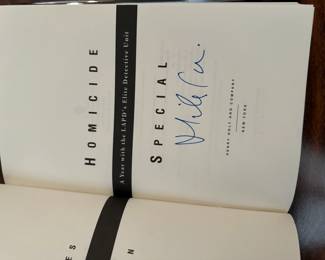 HOMICIDE
A Year with the LAPD's Elite Detective Unit
SPECIAL
HENRY HOLT AND COMPANY
NEW YORK